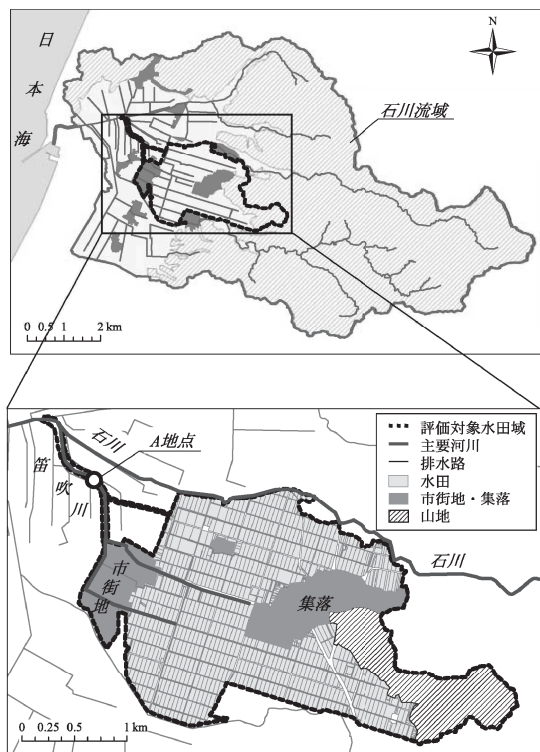 日本海
N
石川流域
0 0.5 1 2 km
評価対象水田域
主要河川
排水路
水田
市街地・集落
山地
石川
A地点
笛吹川
石川
市街地
集落
0 0.25 0.5 1 km